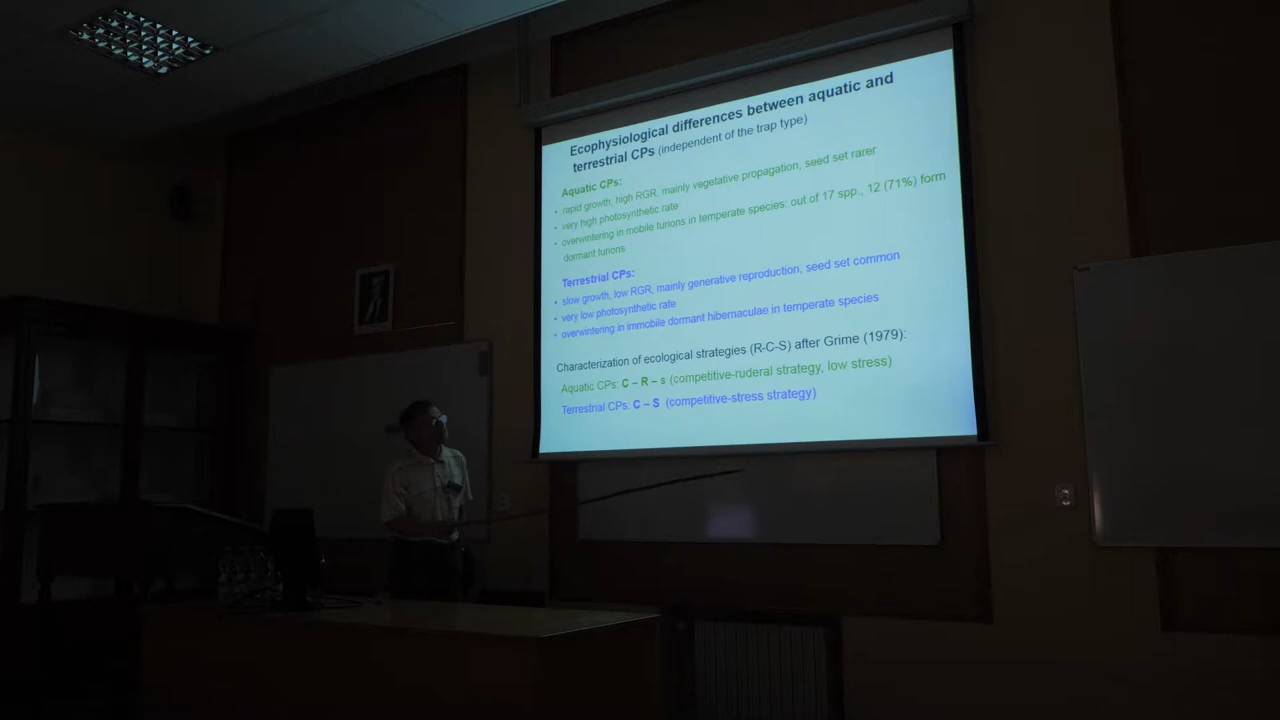 Ecophysiological differences between aquatic and
terrestrial CPs (independent of the trap type)
Aquatic CPs:
• rapid growth, high RGR, mainly vegetative propagation, seed set rarer
• very high photosynthetic rate
• overwintering in mobile turions in temperate species: out of 17 spp., 12 (71%) form
dormant turions
Terrestrial CPs:
• slow growth, low RGR, mainly generative reproduction, seed set common
• very low photosynthetic rate
• overwintering in immobile dormant hibernaculae in temperate species
Characterization of ecological strategies (R-C-S) after Grime (1979):
Aquatic CPs: C – R – s (competitive-ruderal strategy, low stress)
Terrestrial CPs: C – S (competitive-stress strategy)